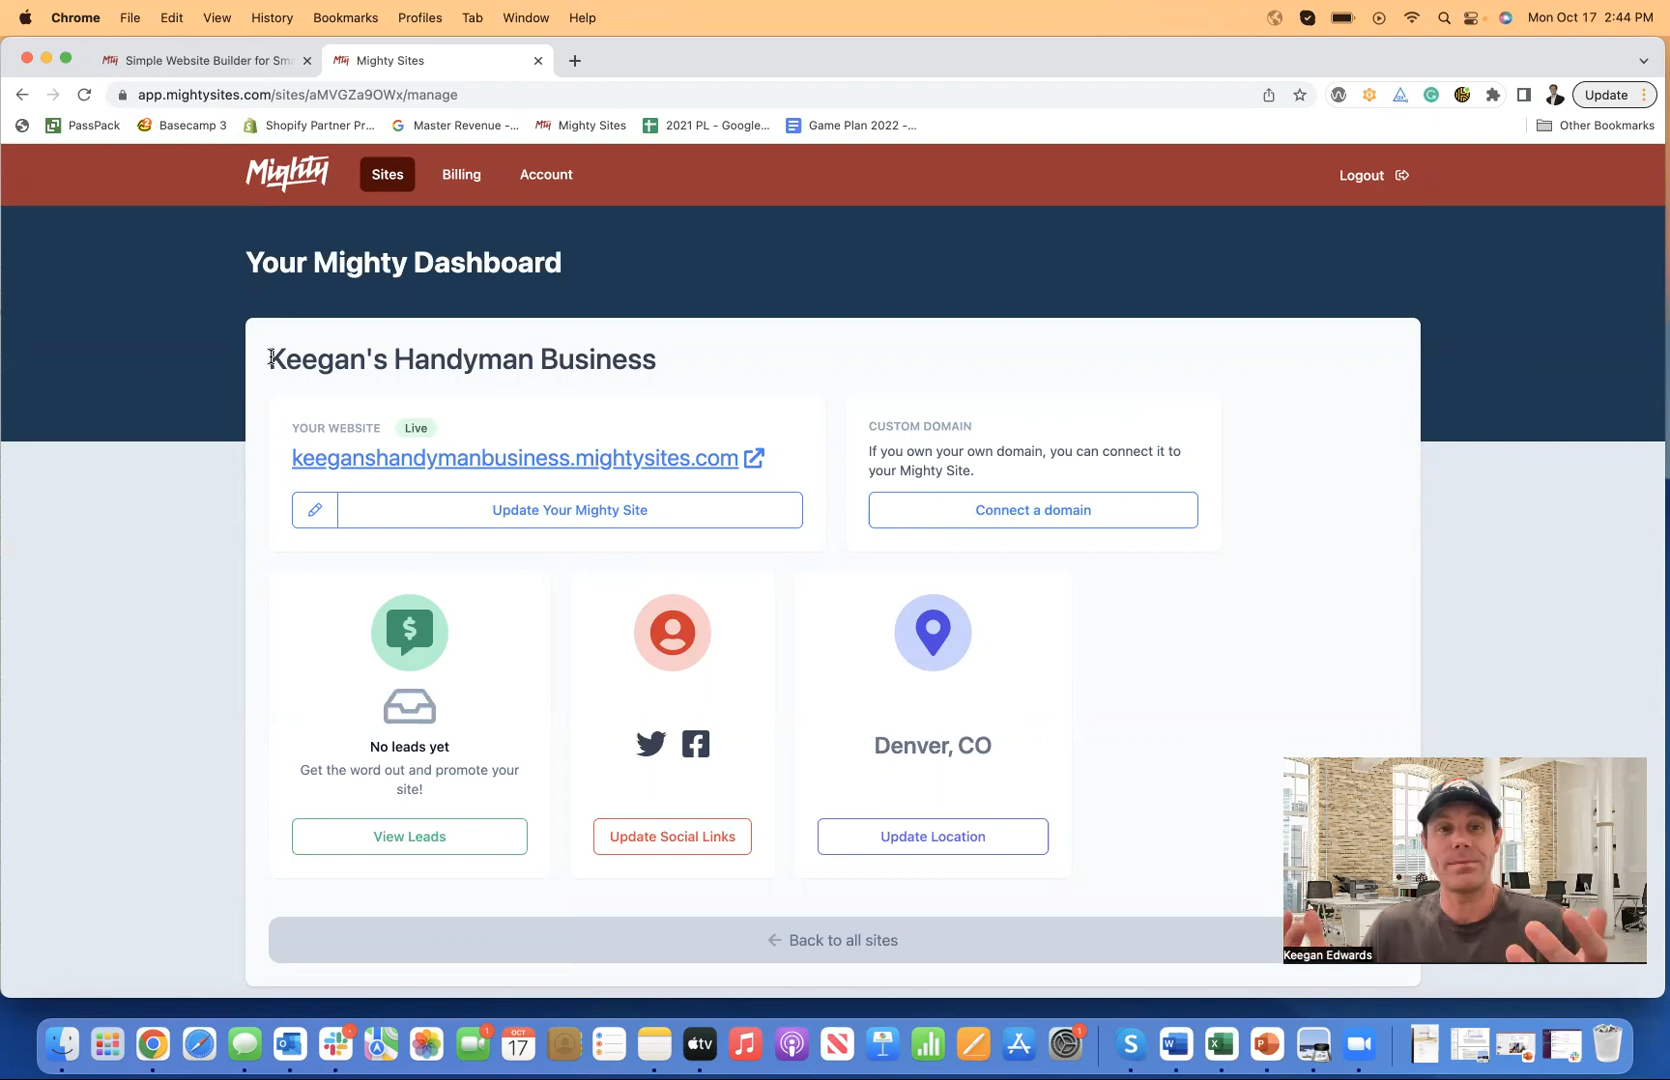 Chrome File Edit View History Bookmarks Profiles Tab Window Help Mon Oct 17 2:44 PM
Simple Website Builder for Sm Mighty Sites
app.mightysites.com/sites/aMVGZa9OWx/manage Update
PassPack Basecamp 3 Shopify Partner Pr... Master Revenue -... Mighty Sites 2021 PL - Google... Game Plan 2022 -... Other Bookmarks
Mighty Sites Billing Account Logout
Your Mighty Dashboard
Keegan's Handyman Business
YOUR WEBSITE Live
keeganshandymanbusiness.mightysites.com
Update Your Mighty Site
CUSTOM DOMAIN
If you own your own domain, you can connect it to
your Mighty Site.
Connect a domain
No leads yet
Get the word out and promote your
site!
View Leads
Update Social Links
Denver, CO
Update Location
Back to all sites
Keegan Edwards
OCT
17
tv
1
1